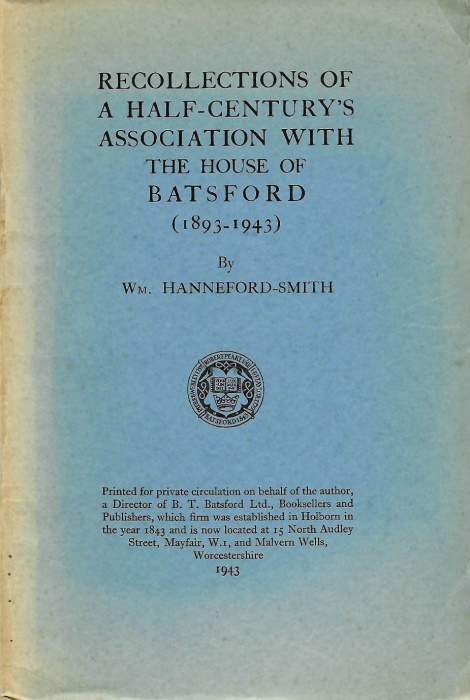 RECOLLECTIONS OF
A HALF-CENTURY'S
ASSOCIATION WITH
THE HOUSE OF
BATSFORD
(1893-1943)
By
WM. HANNEFORD-SMITH
BATSFORD 1843
Printed for private circulation on behalf of the author,
a Director of B. T. Batsford Ltd., Booksellers and
Publishers, which firm was established in Holborn in
the year 1843 and is now located at 15 North Audley
Street, Mayfair, W.1, and Malvern Wells,
Worcestershire
1943